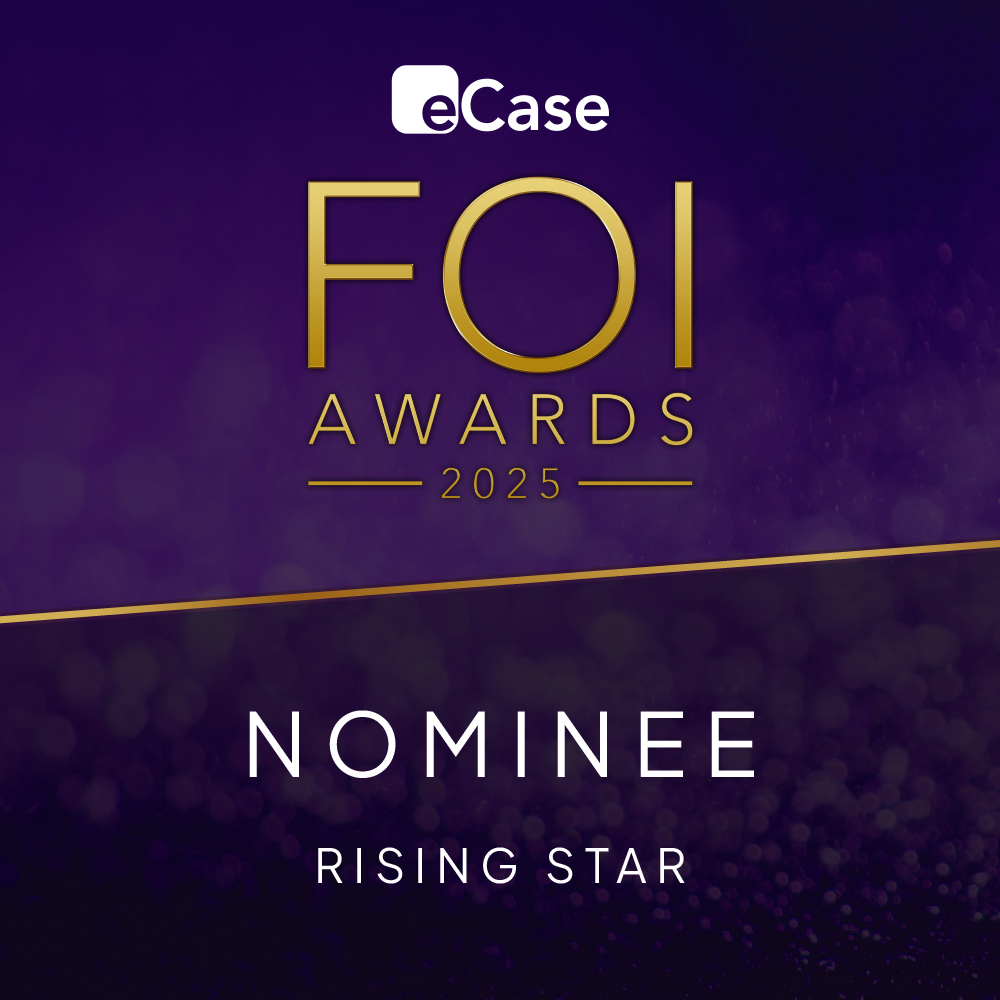 eCase
FOI
AWARDS
2025
NOMINEE
RISING STAR